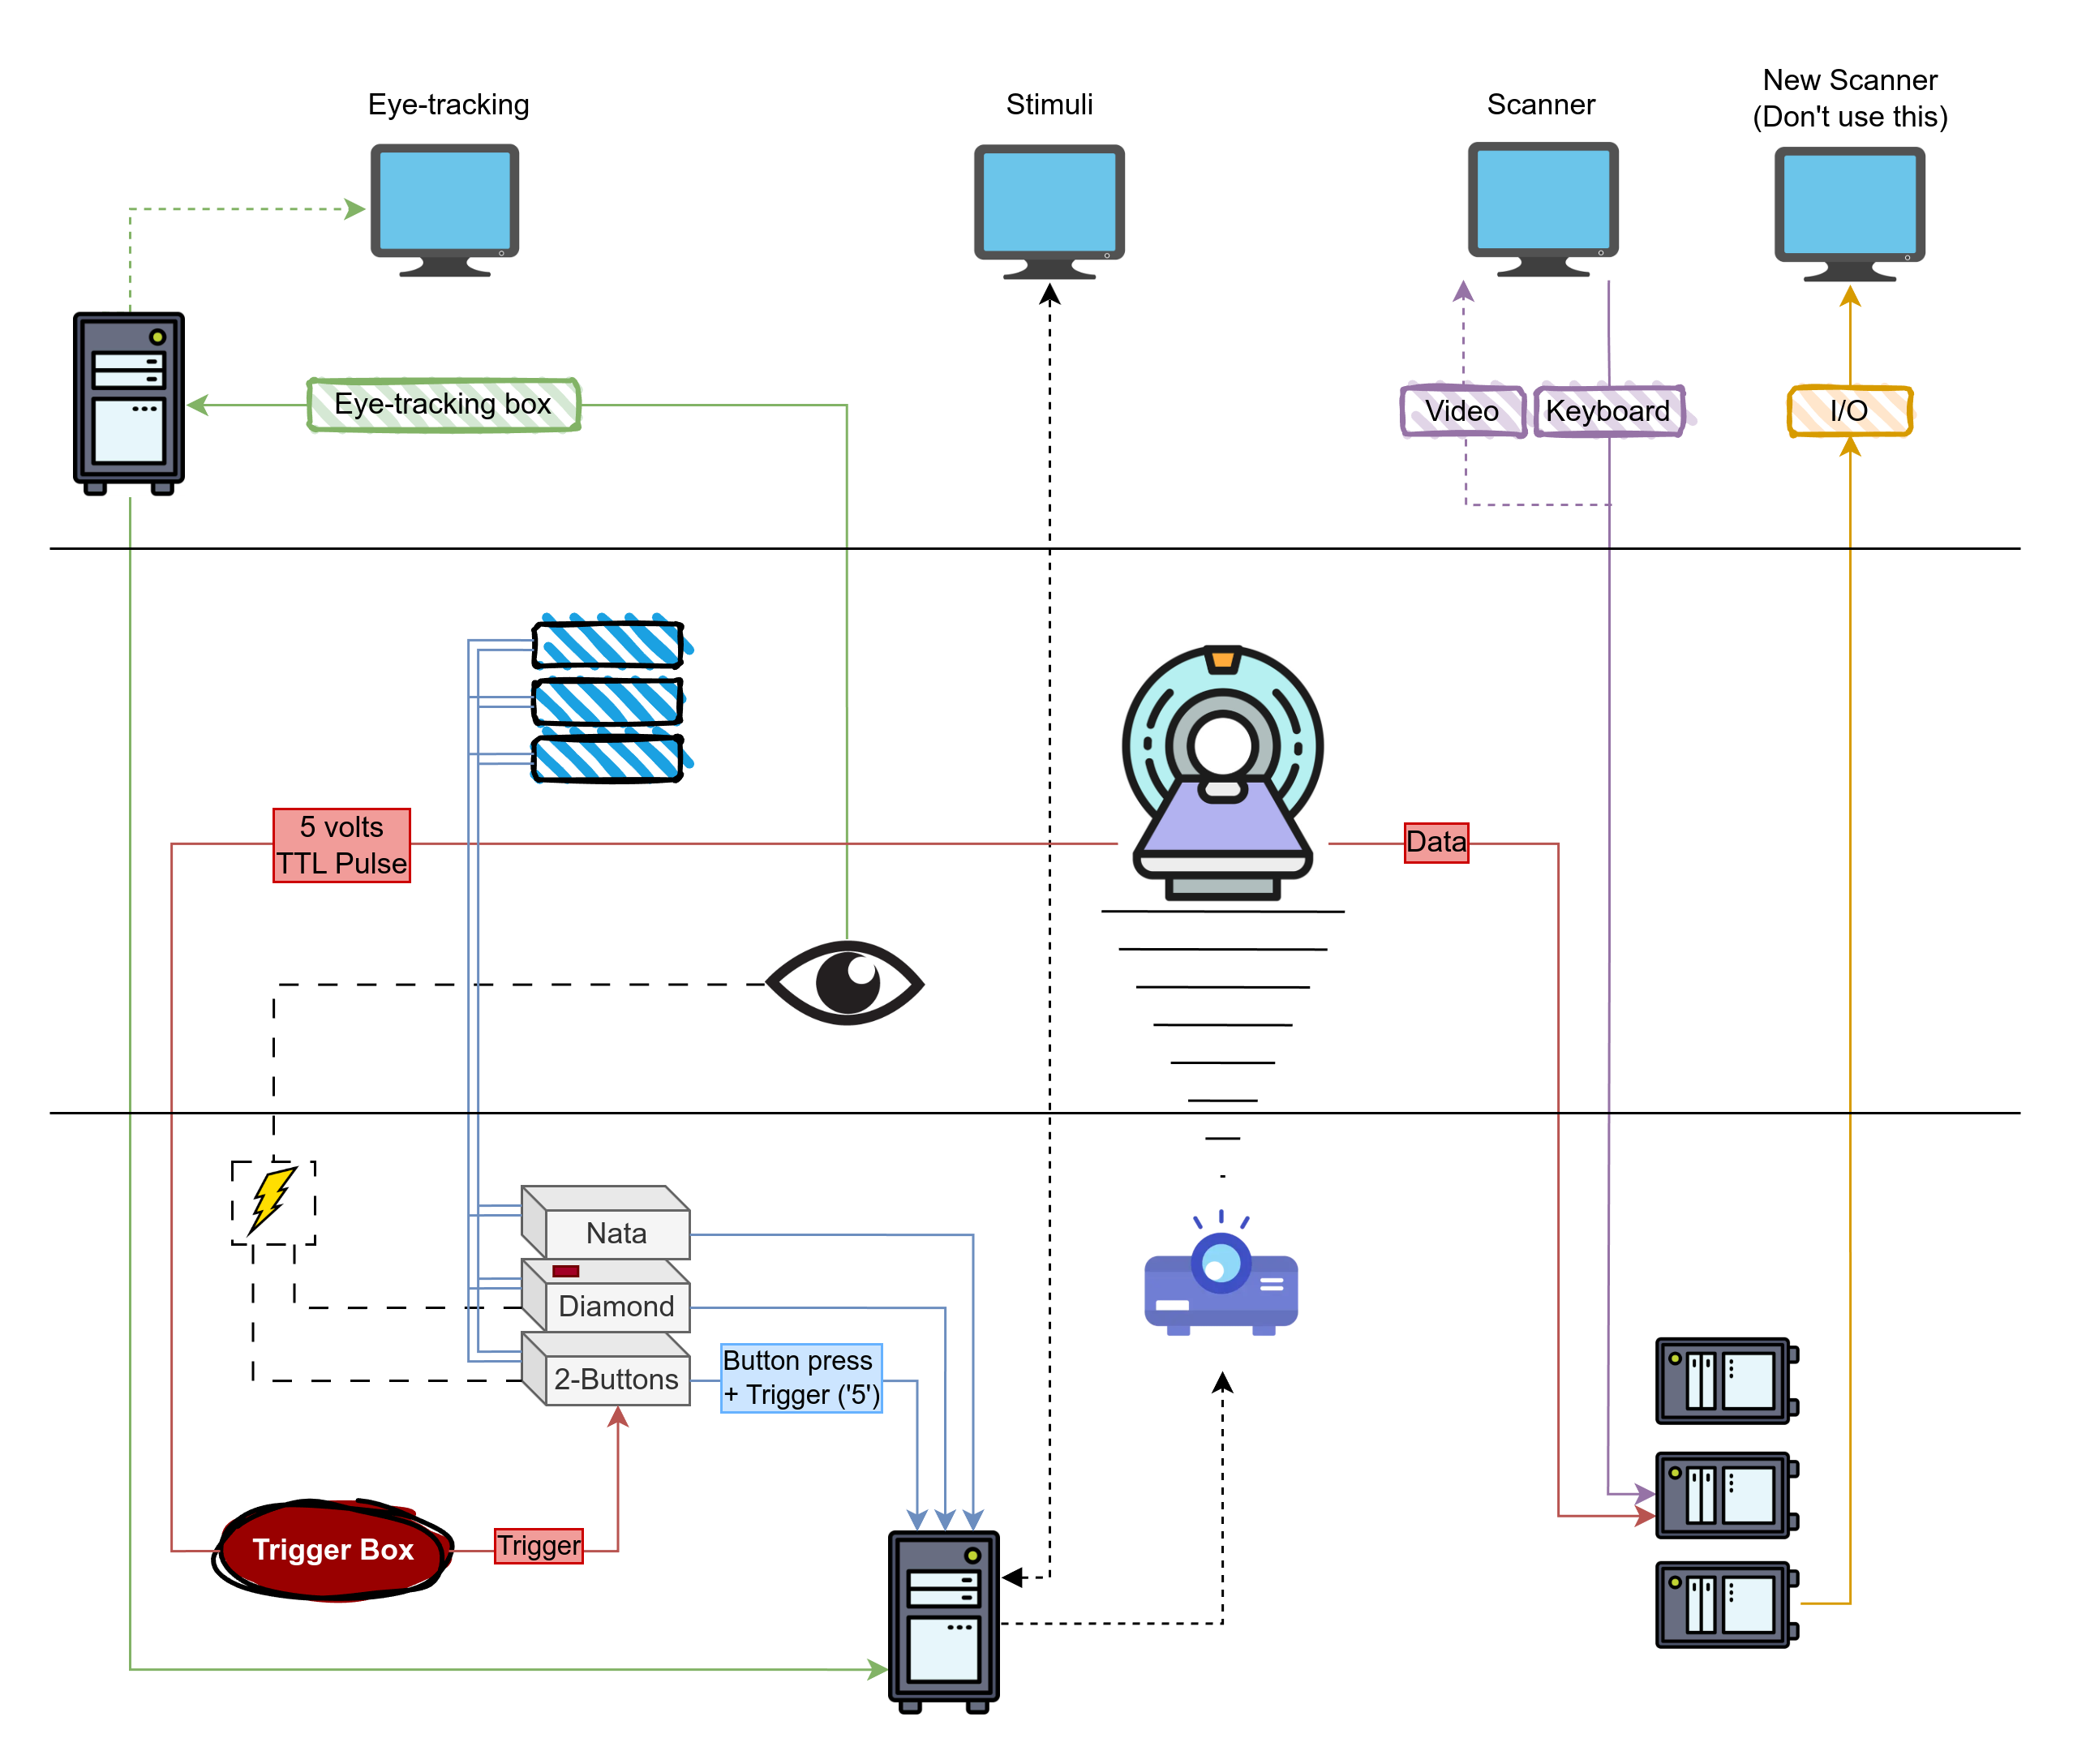 Eye-tracking
Stimuli
Scanner
New Scanner
(Don't use this)
Eye-tracking box
Video
Keyboard
I/O
5 volts
TTL Pulse
Data
Nata
Diamond
2-Buttons
Button press
+ Trigger ('5')
Trigger Box
Trigger